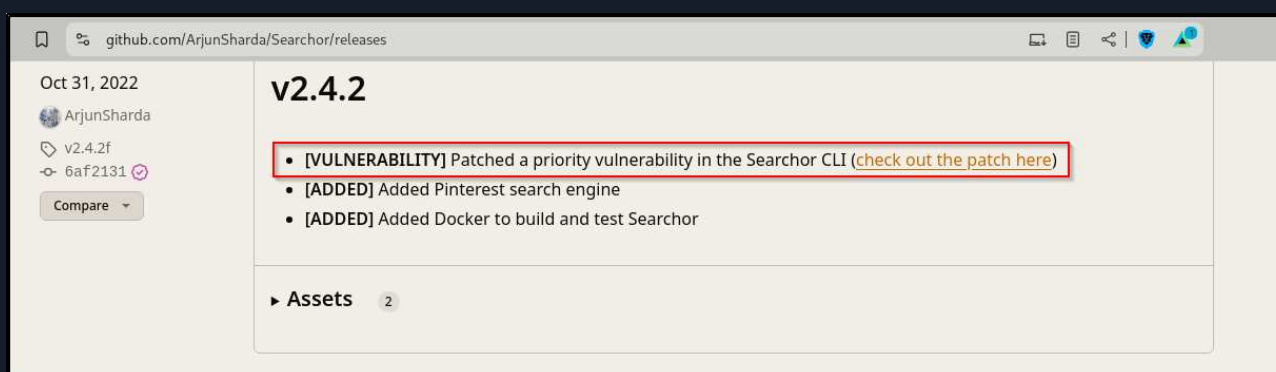 github.com/ArjunSharda/Searchor/releases
Oct 31, 2022
ArjunSharda
v2.4.2f
6af2131
Compare
v2.4.2
[VULNERABILITY] Patched a priority vulnerability in the Searchor CLI (check out the patch here)
[ADDED] Added Pinterest search engine
[ADDED] Added Docker to build and test Searchor
Assets 2